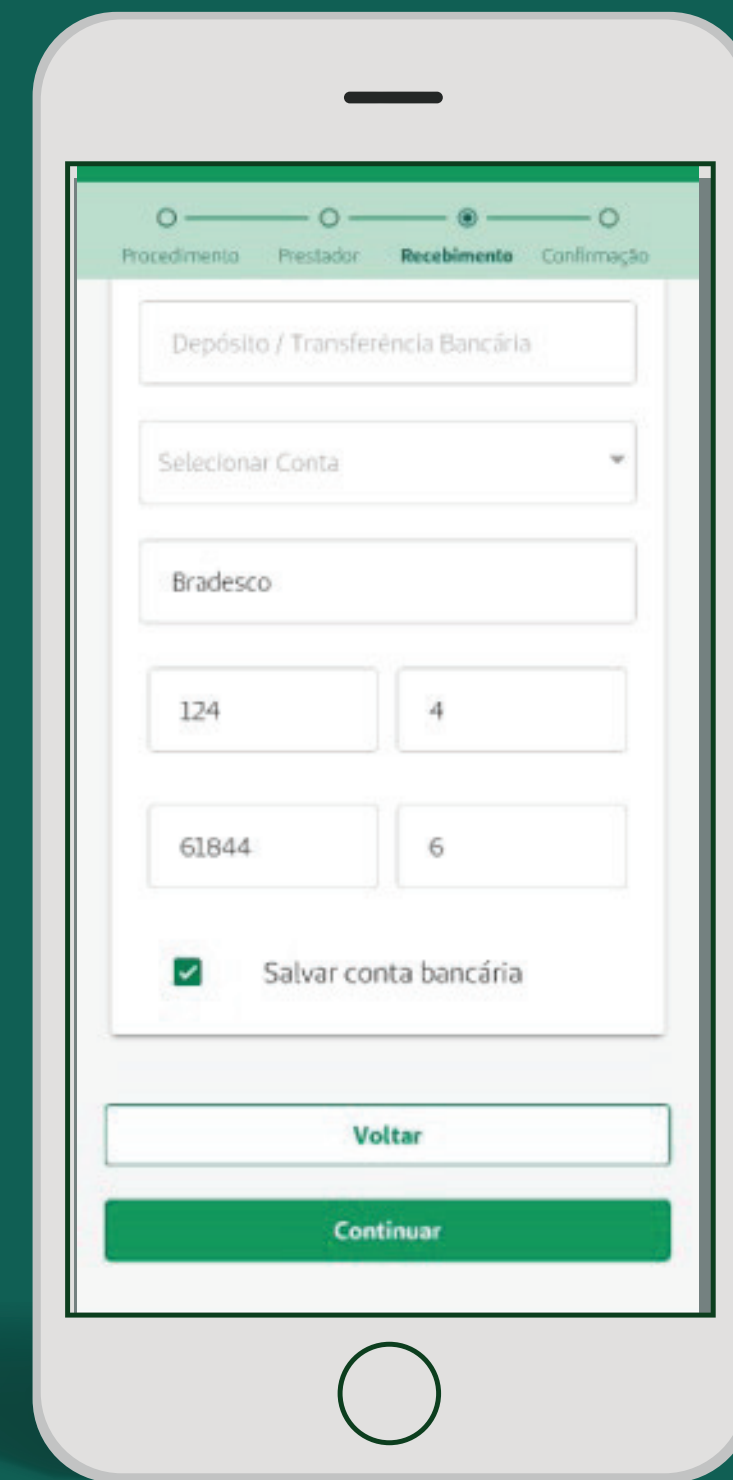 Procedimento Prestador Recebimento Confirmação
Depósito / Transferência Bancária
Selecionar Conta
Bradesco
124 4
61844 6
Salvar conta bancária
Voltar
Continuar